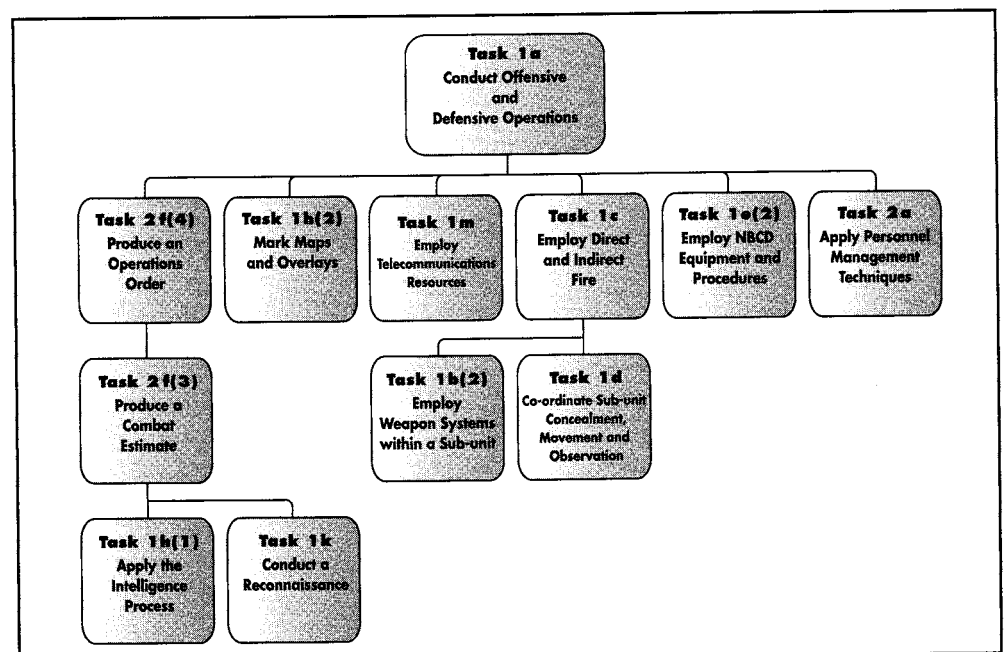 Task 1a
Conduct Offensive
and
Defensive Operations
Task 2f(4)
Produce an
Operations
Order
Task 1h(2)
Mark Maps
and Overlays
Task 1m
Employ
Telecommunications
Resources
Task 1c
Employ Direct
and Indirect
Fire
Task 1e(2)
Employ NBCD
Equipment and
Procedures
Task 2a
Apply Personnel
Management
Techniques
Task 2f(3)
Produce a
Combat
Estimate
Task 1b(2)
Employ
Weapon Systems
within a Sub-unit
Task 1d
Co-ordinate Sub-unit
Concealment,
Movement and
Observation
Task 1h(1)
Apply the
Intelligence
Process
Task 1k
Conduct a
Reconnaissance